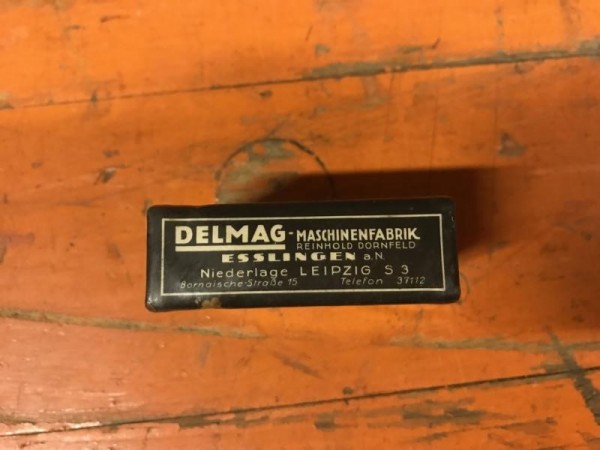 DELMAG-MASCHINENFABRIK
REINHOLD DORNFELD
ESSLINGEN a.N.
Niederlage LEIPZIG S 3
Bornaische-Straße 15 Telefon 37112